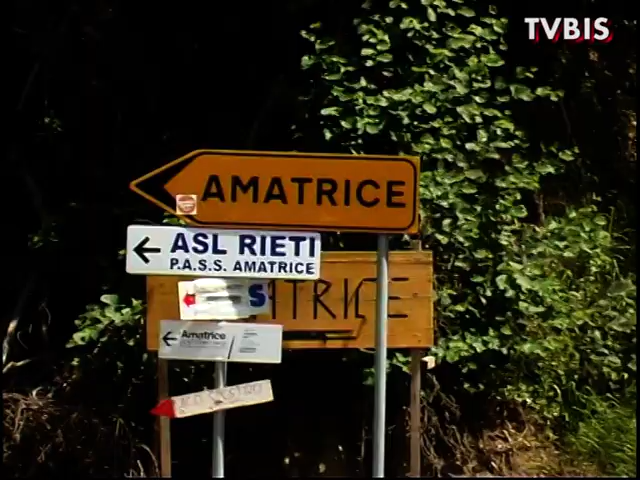 TVBIS
AMATRICE
ASL RIETI
P.A.S.S. AMATRICE
S
TRICE
Amatrice